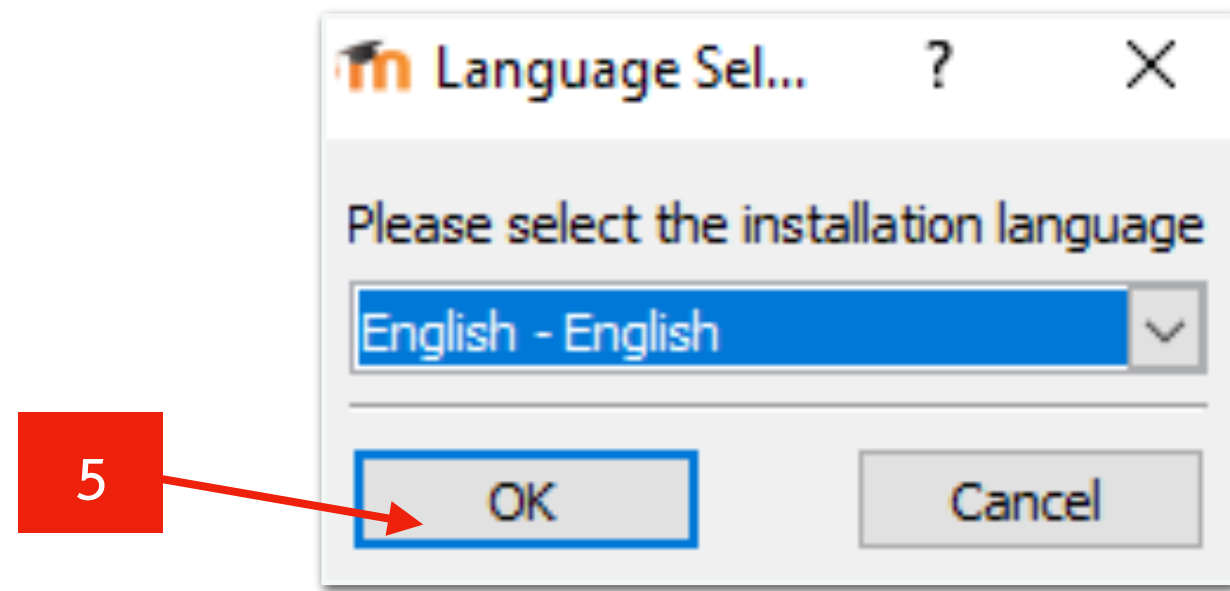 m Language Sel... ?
Please select the installation language
English - English
5
OK
Cancel